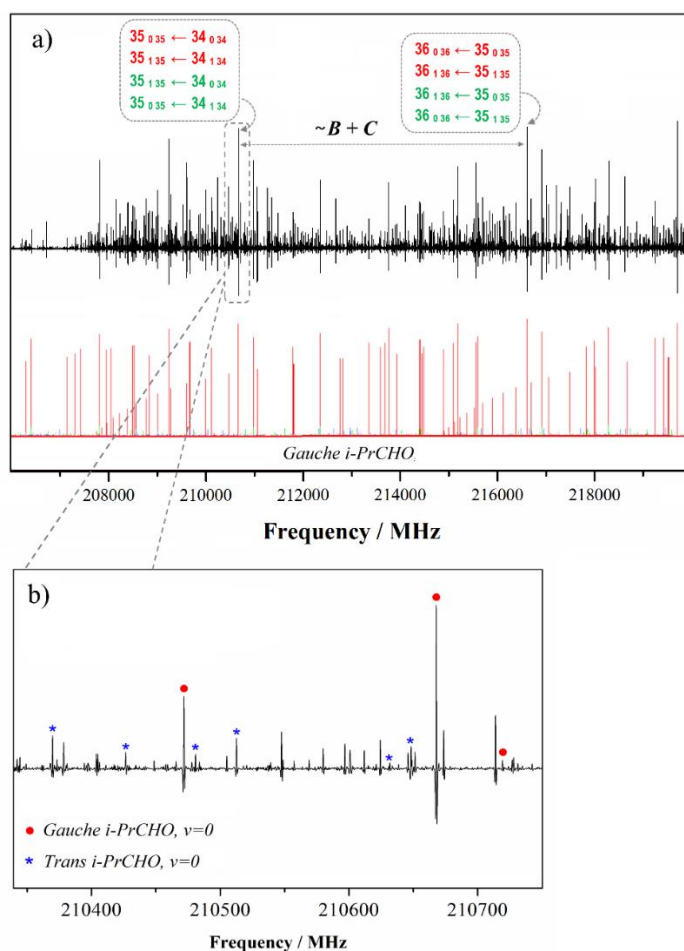 a)
35 0 35 ← 34 0 34
35 1 35 ← 34 1 34
35 1 35 ← 34 0 34
35 0 35 ← 34 1 34
36 0 36 ← 35 0 35
36 1 36 ← 35 1 35
36 1 36 ← 35 0 35
36 0 36 ← 35 1 35
~B + C
Gauche i-PrCHO
208000 210000 212000 214000 216000 218000
Frequency / MHz
b)
* * * * * *
● Gauche i-PrCHO, v=0
* Trans i-PrCHO, v=0
210400 210500 210600 210700
Frequency / MHz